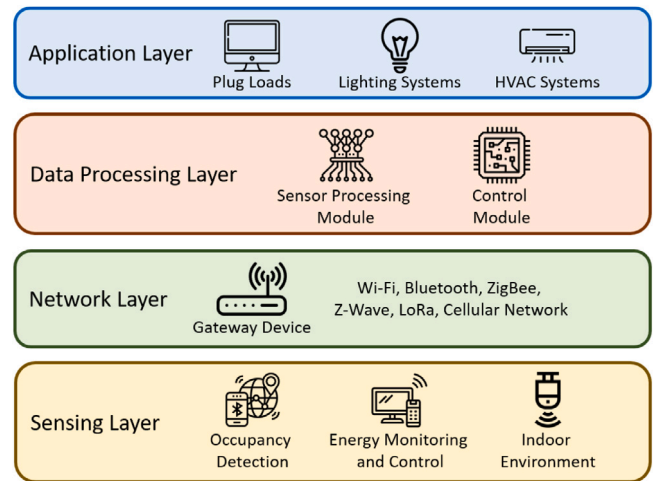 Application Layer
Plug Loads
Lighting Systems
HVAC Systems
Data Processing Layer
Sensor Processing
Module
Control
Module
Network Layer
Gateway Device
Wi-Fi, Bluetooth, ZigBee,
Z-Wave, LoRa, Cellular Network
Sensing Layer
Occupancy
Detection
Energy Monitoring
and Control
Indoor
Environment